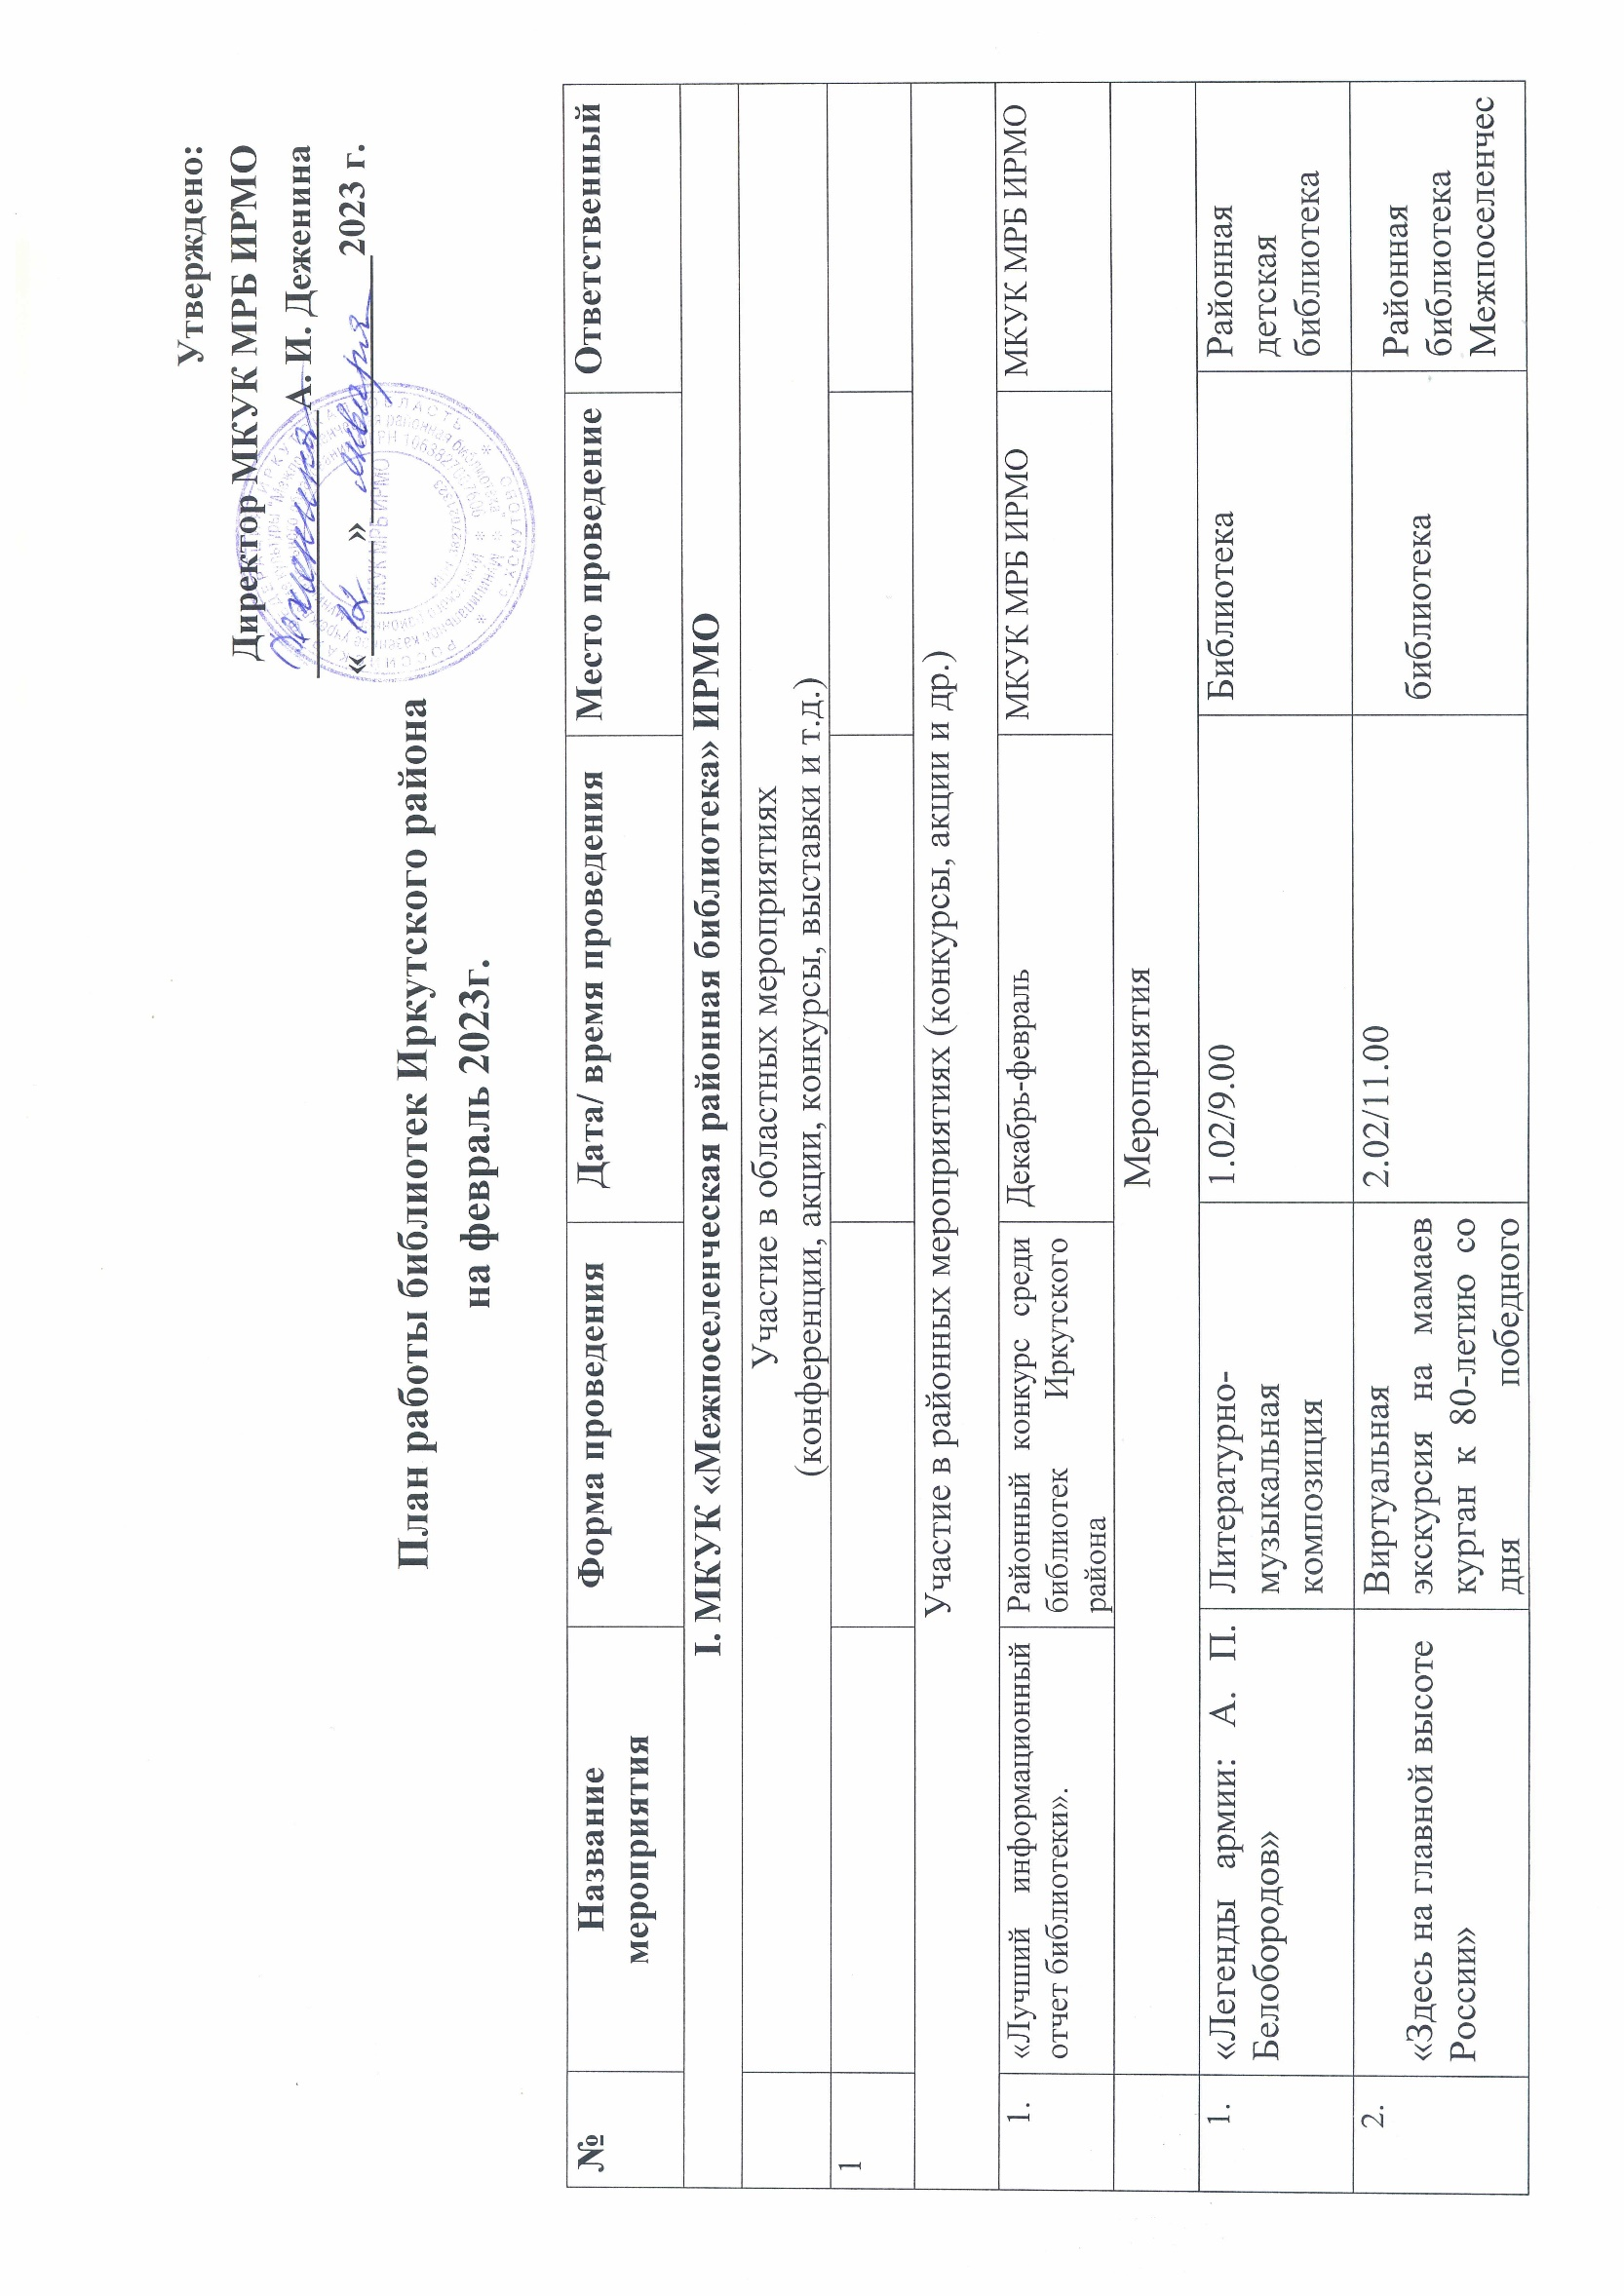 Утверждено:
Директор МКУК МРБ ИРМО
А. И. Деженина
« » января 2023 г.
План работы библиотек Иркутского района
на февраль 2023г.
№
Название
мероприятия
Форма проведения
Дата/ время проведения
Место проведение
Ответственный
I. МКУК «Межпоселенческая районная библиотека» ИРМО
Участие в областных мероприятиях
(конференции, акции, конкурсы, выставки и т.д.)
1
Участие в районных мероприятиях (конкурсы, акции и др.)
1.
«Лучший информационный
отчет библиотеки».
Районный конкурс среди
библиотек Иркутского
района
Декабрь-февраль
МКУК МРБ ИРМО
МКУК МРБ ИРМО
Мероприятия
1.
«Легенды армии: А. П.
Белобородов»
Литературно-
музыкальная
композиция
1.02/9.00
Библиотека
Районная
детская
библиотека
2.
«Здесь на главной высоте
России»
Виртуальная
экскурсия на мамаев
курган к 80-летию со
дня победного
2.02/11.00
библиотека
Районная
библиотека
Межпоселенчес